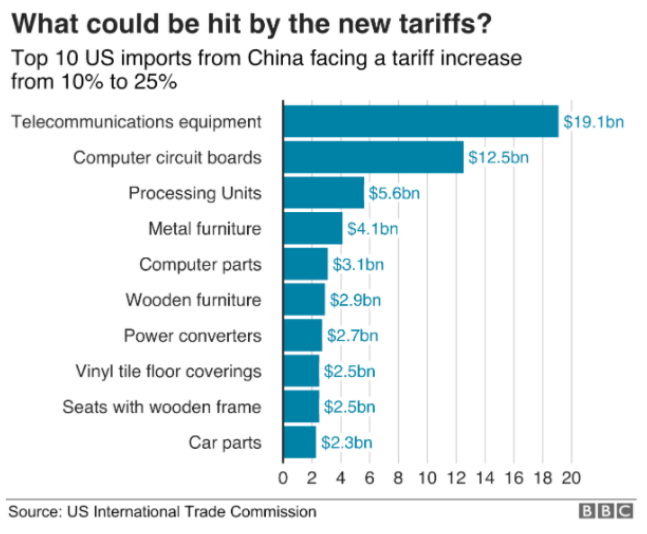 What could be hit by the new tariffs?
Top 10 US imports from China facing a tariff increase
from 10% to 25%
Telecommunications equipment $19.1bn
Computer circuit boards $12.5bn
Processing Units $5.6bn
Metal furniture $4.1bn
Computer parts $3.1bn
Wooden furniture $2.9bn
Power converters $2.7bn
Vinyl tile floor coverings $2.5bn
Seats with wooden frame $2.5bn
Car parts $2.3bn
0 2 4 6 8 10 12 14 16 18 20
Source: US International Trade Commission BBC